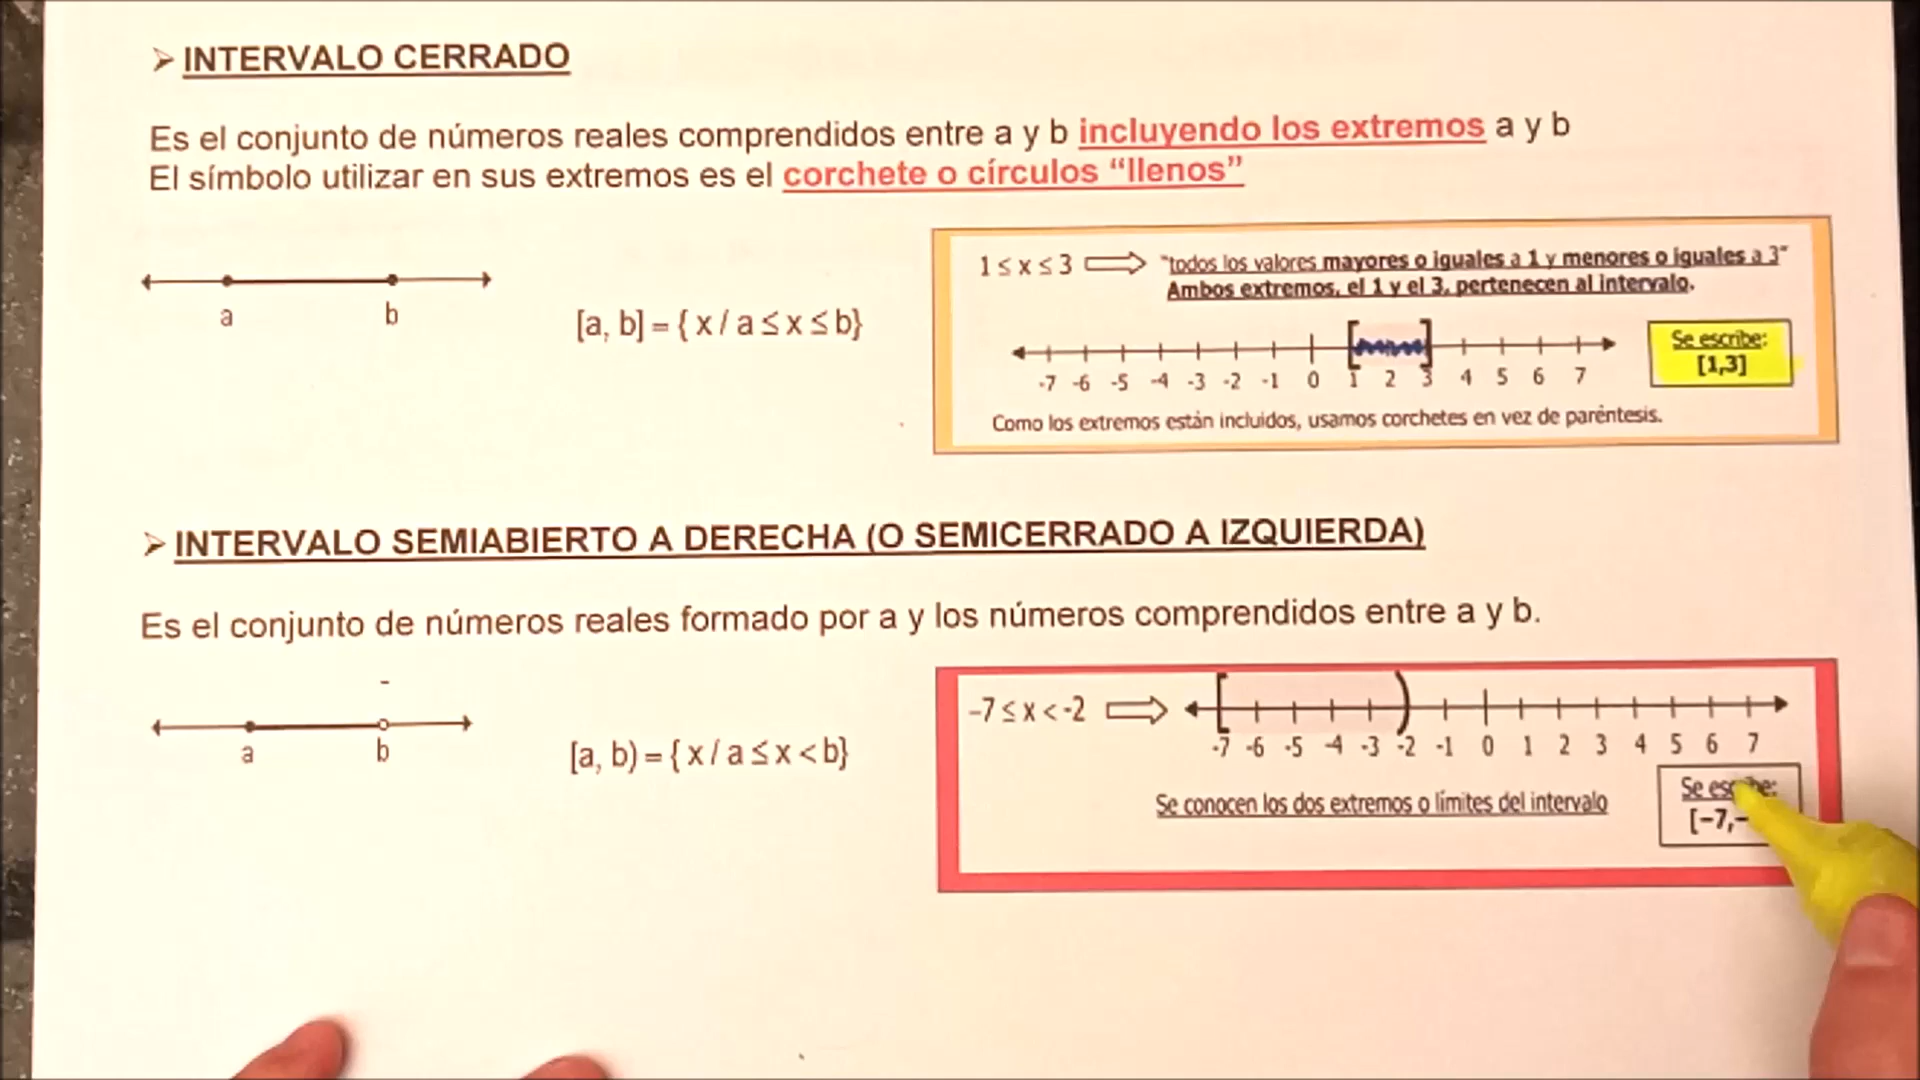 ➢ INTERVALO CERRADO
Es el conjunto de números reales comprendidos entre a y b incluyendo los extremos a y b
El símbolo utilizar en sus extremos es el corchete o círculos “llenos”
a b
[a, b] = { x / a ≤ x ≤ b}
1 ≤ x ≤ 3 ⇒ "todos los valores mayores o iguales a 1 y menores o iguales a 3"
Ambos extremos, el 1 y el 3, pertenecen al intervalo.
[ ]
-7 -6 -5 -4 -3 -2 -1 0 1 2 3 4 5 6 7
Se escribe:
[1,3]
Como los extremos están incluidos, usamos corchetes en vez de paréntesis.
➢ INTERVALO SEMIABIERTO A DERECHA (O SEMICERRADO A IZQUIERDA)
Es el conjunto de números reales formado por a y los números comprendidos entre a y b.
-
a b
[a, b) = { x / a ≤ x < b}
-7 ≤ x < -2 ⇒
[ )
-7 -6 -5 -4 -3 -2 -1 0 1 2 3 4 5 6 7
Se conocen los dos extremos o límites del intervalo
Se
[-7,-